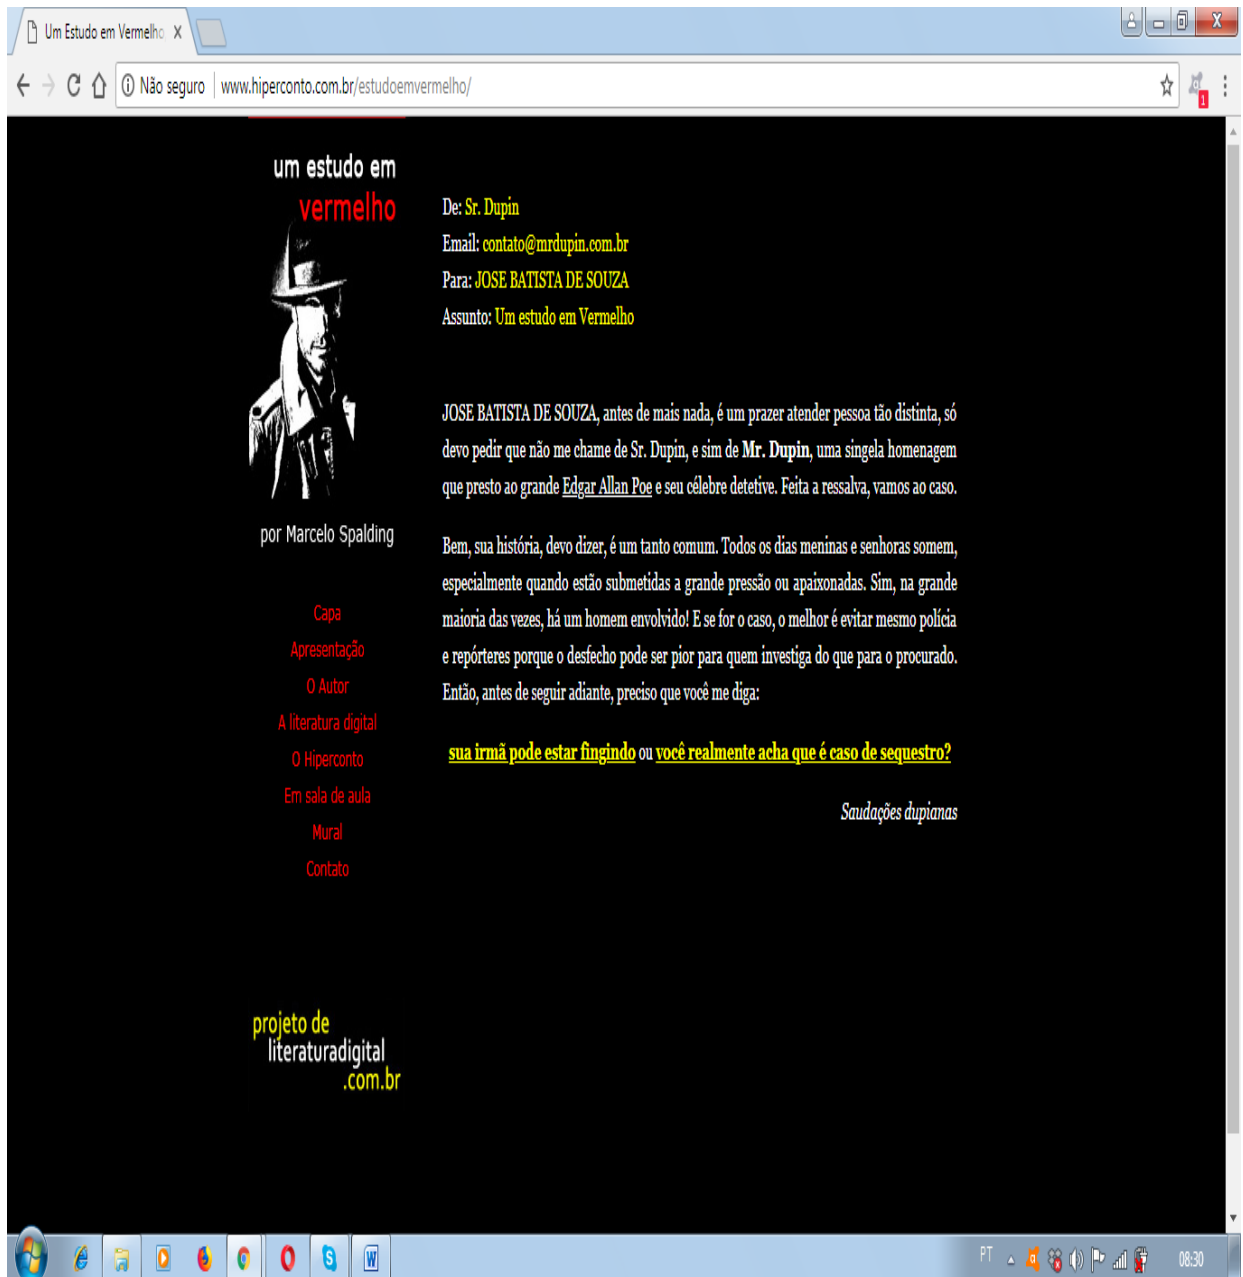 Um Estudo em Vermelho
Não seguro
www.hiperconto.com.br/estudoemvermelho/
1
um estudo em
vermelho
por Marcelo Spalding
Capa
Apresentação
O Autor
A literatura digital
O Hiperconto
Em sala de aula
Mural
Contato
projeto de
literaturadigital
.com.br
De: Sr. Dupin
Email: contato@mrdupin.com.br
Para: JOSE BATISTA DE SOUZA
Assunto: Um estudo em Vermelho
JOSE BATISTA DE SOUZA, antes de mais nada, é um prazer atender pessoa tão distinta, só
devo pedir que não me chame de Sr. Dupin, e sim de Mr. Dupin, uma singela homenagem
que presto ao grande Edgar Allan Poe e seu célebre detetive. Feita a ressalva, vamos ao caso.
Bem, sua história, devo dizer, é um tanto comum. Todos os dias meninas e senhoras somem,
especialmente quando estão submetidas a grande pressão ou apaixonadas. Sim, na grande
maioria das vezes, há um homem envolvido! E se for o caso, o melhor é evitar mesmo polícia
e repórteres porque o desfecho pode ser pior para quem investiga do que para o procurado.
Então, antes de seguir adiante, preciso que você me diga:
sua irmã pode estar fingindo ou você realmente acha que é caso de sequestro?
Saudações dupianas
PT
08:30